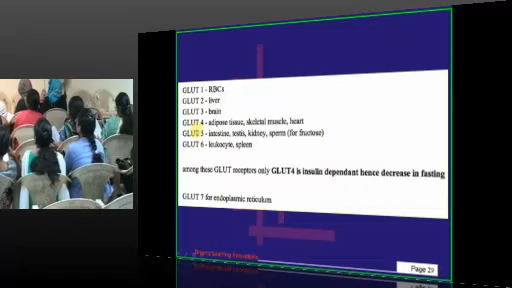 GLUT 1 - RBCs
GLUT 2 - liver
GLUT 3 - brain
GLUT 4 - adipose tissue, skeletal muscle, heart
GLUT 5 - intestine, testis, kidney, sperm (for fructose)
GLUT 6 - leukocyte, spleen
among these GLUT receptors only GLUT4 is insulin dependant hence decrease in fasting
GLUT 7 for endoplasmic reticulum
Page 29